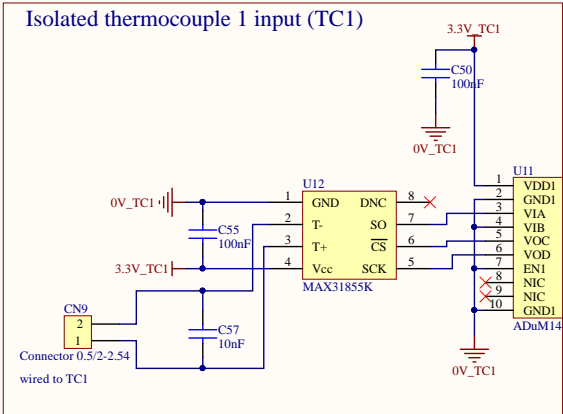 Isolated thermocouple 1 input (TC1)
3.3V_TC1
C50
100nF
0V_TC1
U11
1 VDD1
2 GND1
3 VIA
4 VIB
5 VOC
6 VOD
7 EN1
8 NIC
9 NIC
10 GND1
ADuM14
0V_TC1
U12
1 GND DNC 8
2 T- SO 7
3 T+ CS 6
4 Vcc SCK 5
MAX31855K
0V_TC1
C55
100nF
3.3V_TC1
CN9
2
1
Connector 0.5/2-2.54
wired to TC1
C57
10nF